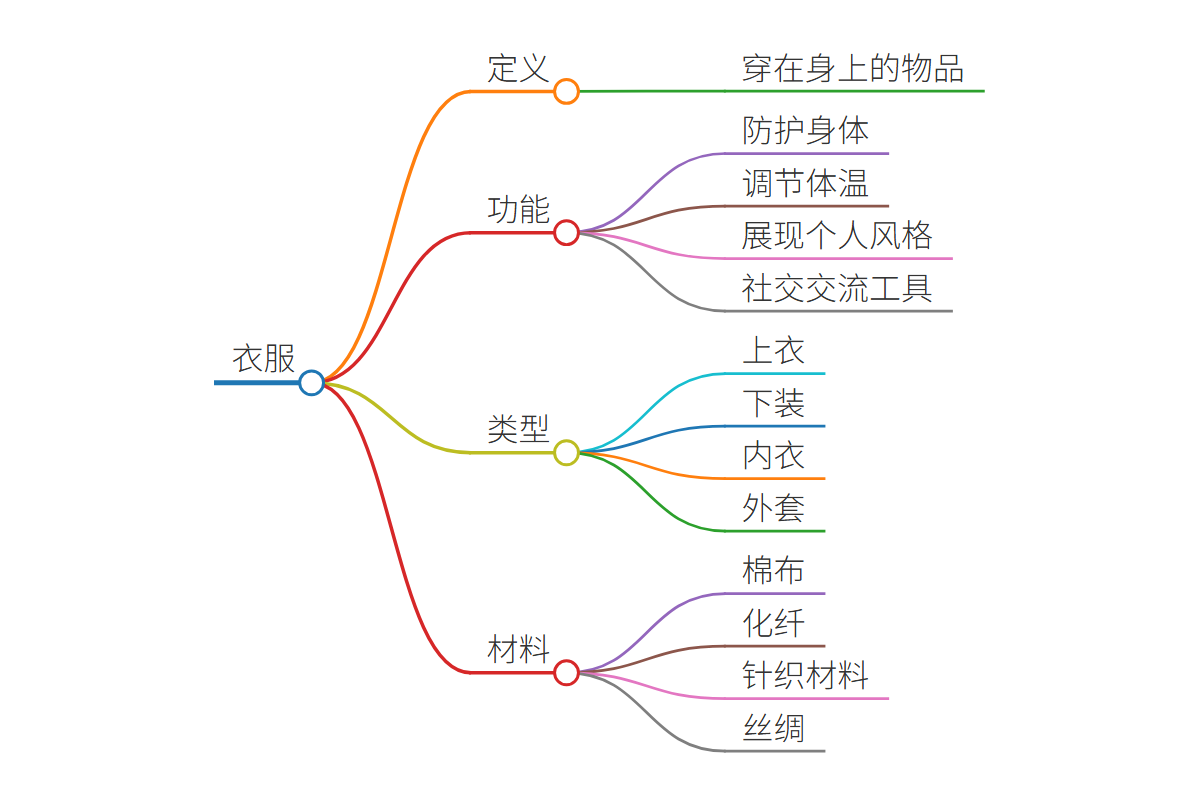 定义
穿在身上的物品
防护身体
调节体温
功能
展现个人风格
社交交流工具
衣服
上衣
下装
类型
内衣
外套
棉布
化纤
材料
针织材料
丝绸